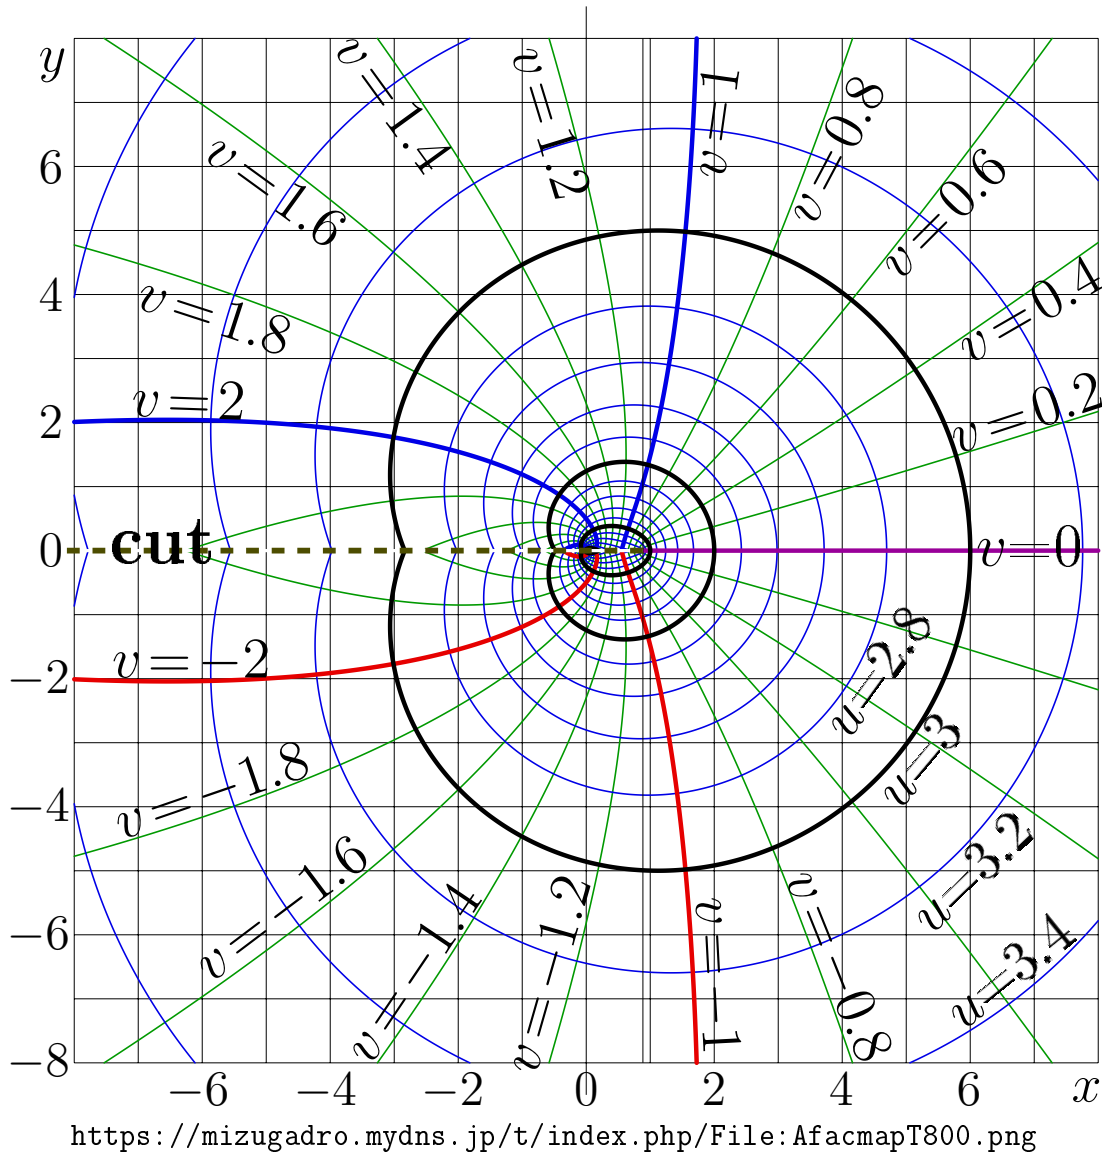 y
v=1.4
v=1.2
v=1
v=0.8
v=1.6
v=0.6
6
v=1.8
v=0.4
4
v=2
v=0.2
2
cut
0
v=0
v=−2
u=2.8
−2
v=−1.8
u=3
−4
v=−1.6
u=3.2
v=−1.4
v=−1.2
v=−1
v=−0.8
u=3.4
−6
−8
−6
−4
−2
0
2
4
6
x
https://mizugadro.mydns.jp/t/index.php/File:AfacmapT800.png